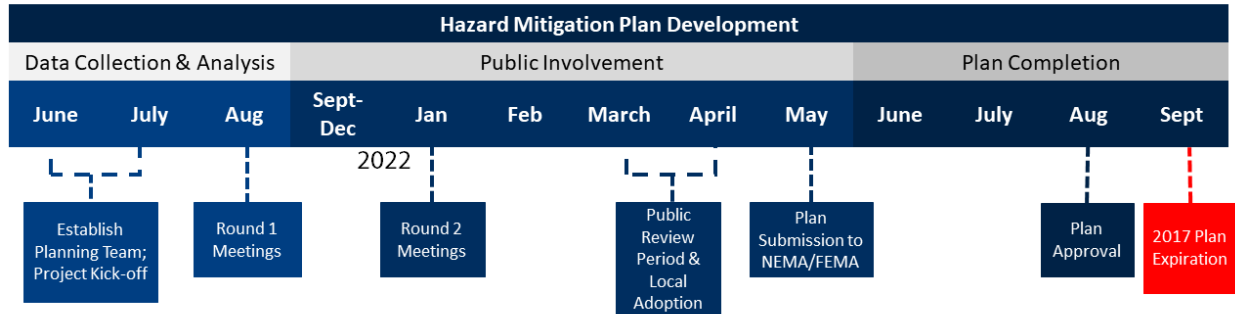 Hazard Mitigation Plan Development
Data Collection & Analysis
Public Involvement
Plan Completion
June
July
Aug
Sept-
Dec
Jan
Feb
March
April
May
June
July
Aug
Sept
2022
Establish
Planning Team;
Project Kick-off
Round 1
Meetings
Round 2
Meetings
Public
Review
Period &
Local
Adoption
Plan
Submission to
NEMA/FEMA
Plan
Approval
2017 Plan
Expiration